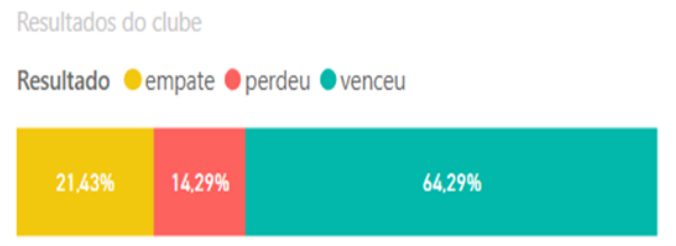 Resultados do clube
Resultado empate perdeu venceu
21,43% 14,29% 64,29%